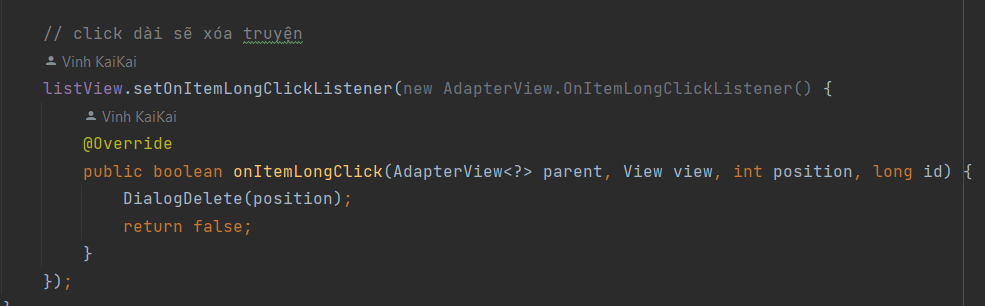 // click dài sẽ xóa truyện
Vinh KaiKai
listView.setOnItemLongClickListener(new AdapterView.OnItemLongClickListener() {
Vinh KaiKai
@Override
public boolean onItemLongClick(AdapterView<?> parent, View view, int position, long id) {
DialogDelete(position);
return false;
}
});